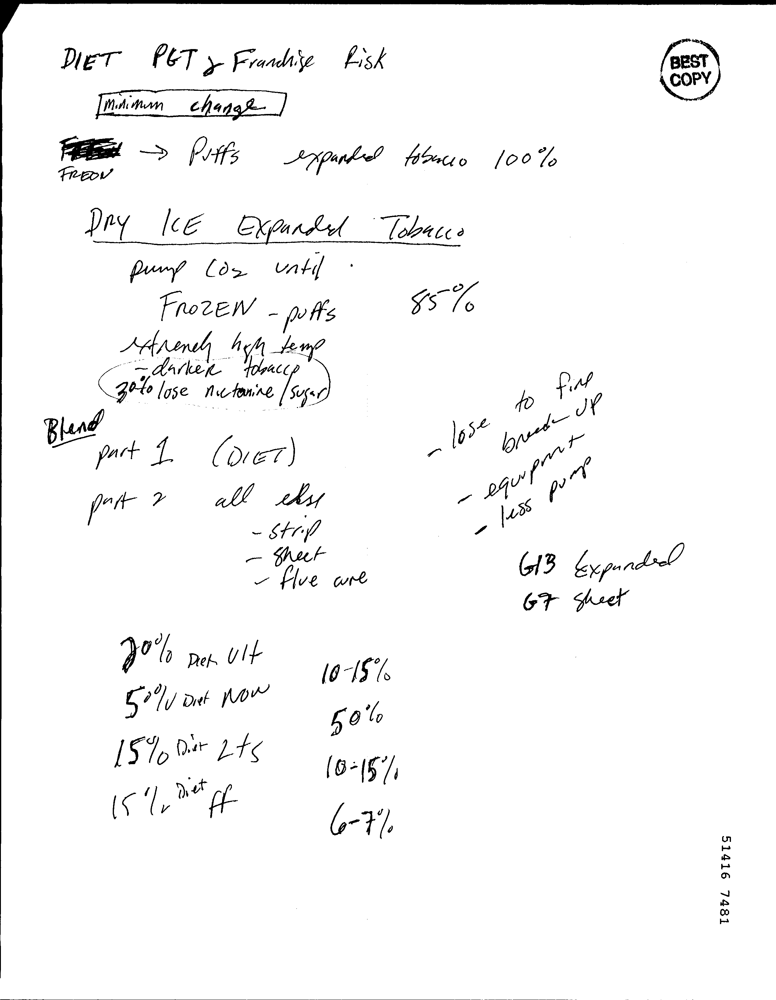 DIET PGT & Franchise Risk
BEST COPY
minimum change
FREON → Puffs expanded tobacco 100%
DRY ICE Expanded Tobacco
pump CO2 until
FROZEN - puffs 85%
extremely high temp
- darker tobacco
30% lose nictonine / sugar
Blend
part 1 (DIET)
part 2 all else
- strip
- sheet
- flue cure
- lose to fine
break up
- equipment
- less pump
G13 Expanded
G7 sheet
20% Diet Ult 10-15%
50% Diet NOW 50%
15% Diet Lts 10-15%
15% Diet ff 6-7%
51416 7481